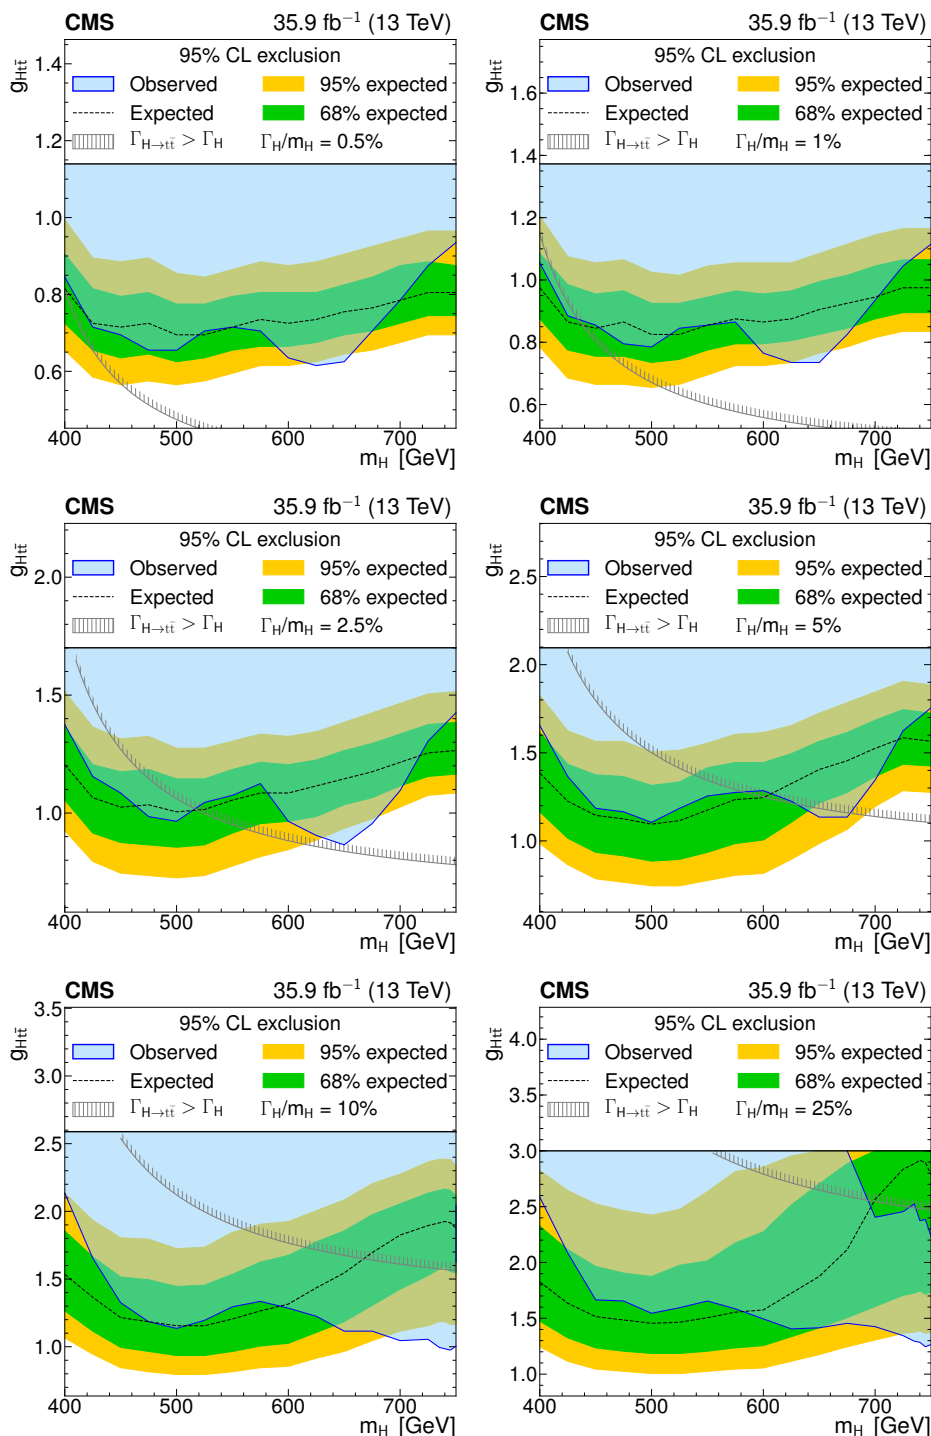 CMS 35.9 fb⁻¹ (13 TeV)
95% CL exclusion
Observed 95% expected
Expected 68% expected
Γ_H→tt̄ > Γ_H Γ_H/m_H = 0.5%
g_Htt̄
1.4
1.2
1.0
0.8
0.6
400 500 600 700
m_H [GeV]
CMS 35.9 fb⁻¹ (13 TeV)
95% CL exclusion
Observed 95% expected
Expected 68% expected
Γ_H→tt̄ > Γ_H Γ_H/m_H = 1%
g_Htt̄
1.6
1.4
1.2
1.0
0.8
0.6
400 500 600 700
m_H [GeV]
CMS 35.9 fb⁻¹ (13 TeV)
95% CL exclusion
Observed 95% expected
Expected 68% expected
Γ_H→tt̄ > Γ_H Γ_H/m_H = 2.5%
g_Htt̄
2.0
1.5
1.0
400 500 600 700
m_H [GeV]
CMS 35.9 fb⁻¹ (13 TeV)
95% CL exclusion
Observed 95% expected
Expected 68% expected
Γ_H→tt̄ > Γ_H Γ_H/m_H = 5%
g_Htt̄
2.5
2.0
1.5
1.0
400 500 600 700
m_H [GeV]
CMS 35.9 fb⁻¹ (13 TeV)
95% CL exclusion
Observed 95% expected
Expected 68% expected
Γ_H→tt̄ > Γ_H Γ_H/m_H = 10%
g_Htt̄
3.5
3.0
2.5
2.0
1.5
1.0
400 500 600 700
m_H [GeV]
CMS 35.9 fb⁻¹ (13 TeV)
95% CL exclusion
Observed 95% expected
Expected 68% expected
Γ_H→tt̄ > Γ_H Γ_H/m_H = 25%
g_Htt̄
4.0
3.5
3.0
2.5
2.0
1.5
1.0
400 500 600 700
m_H [GeV]